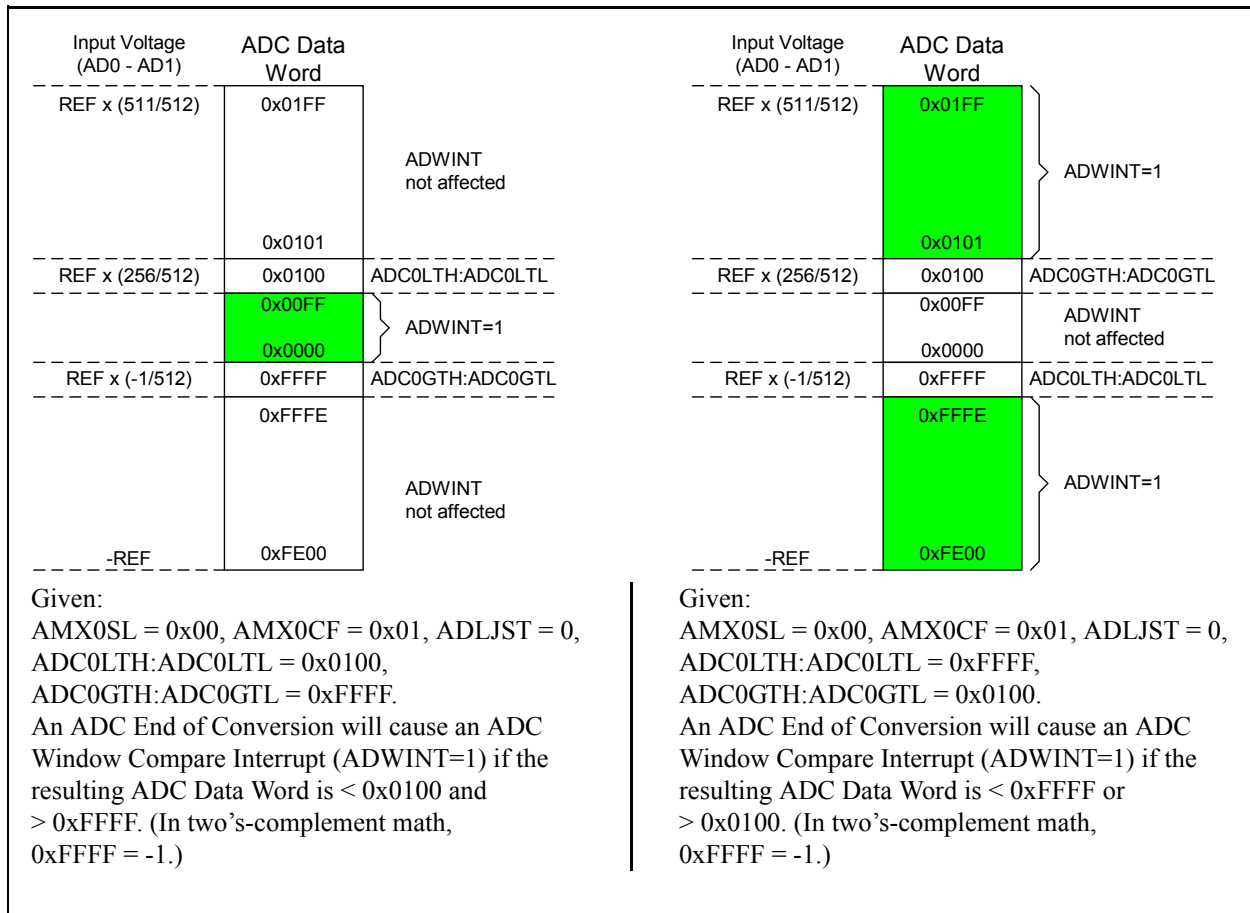 Input Voltage
(AD0 - AD1)
ADC Data
Word
REF x (511/512)
0x01FF
ADWINT
not affected
0x0101
REF x (256/512)
0x0100
ADC0LTH:ADC0LTL
0x00FF
ADWINT=1
0x0000
REF x (-1/512)
0xFFFF
ADC0GTH:ADC0GTL
0xFFFE
ADWINT
not affected
-REF
0xFE00
Given:
AMX0SL = 0x00, AMX0CF = 0x01, ADLJST = 0,
ADC0LTH:ADC0LTL = 0x0100,
ADC0GTH:ADC0GTL = 0xFFFF.
An ADC End of Conversion will cause an ADC
Window Compare Interrupt (ADWINT=1) if the
resulting ADC Data Word is < 0x0100 and
> 0xFFFF. (In two’s-complement math,
0xFFFF = -1.)
Input Voltage
(AD0 - AD1)
ADC Data
Word
REF x (511/512)
0x01FF
ADWINT=1
0x0101
REF x (256/512)
0x0100
ADC0GTH:ADC0GTL
0x00FF
ADWINT
not affected
0x0000
REF x (-1/512)
0xFFFF
ADC0LTH:ADC0LTL
0xFFFE
ADWINT=1
-REF
0xFE00
Given:
AMX0SL = 0x00, AMX0CF = 0x01, ADLJST = 0,
ADC0LTH:ADC0LTL = 0xFFFF,
ADC0GTH:ADC0GTL = 0x0100.
An ADC End of Conversion will cause an ADC
Window Compare Interrupt (ADWINT=1) if the
resulting ADC Data Word is < 0xFFFF or
> 0x0100. (In two’s-complement math,
0xFFFF = -1.)